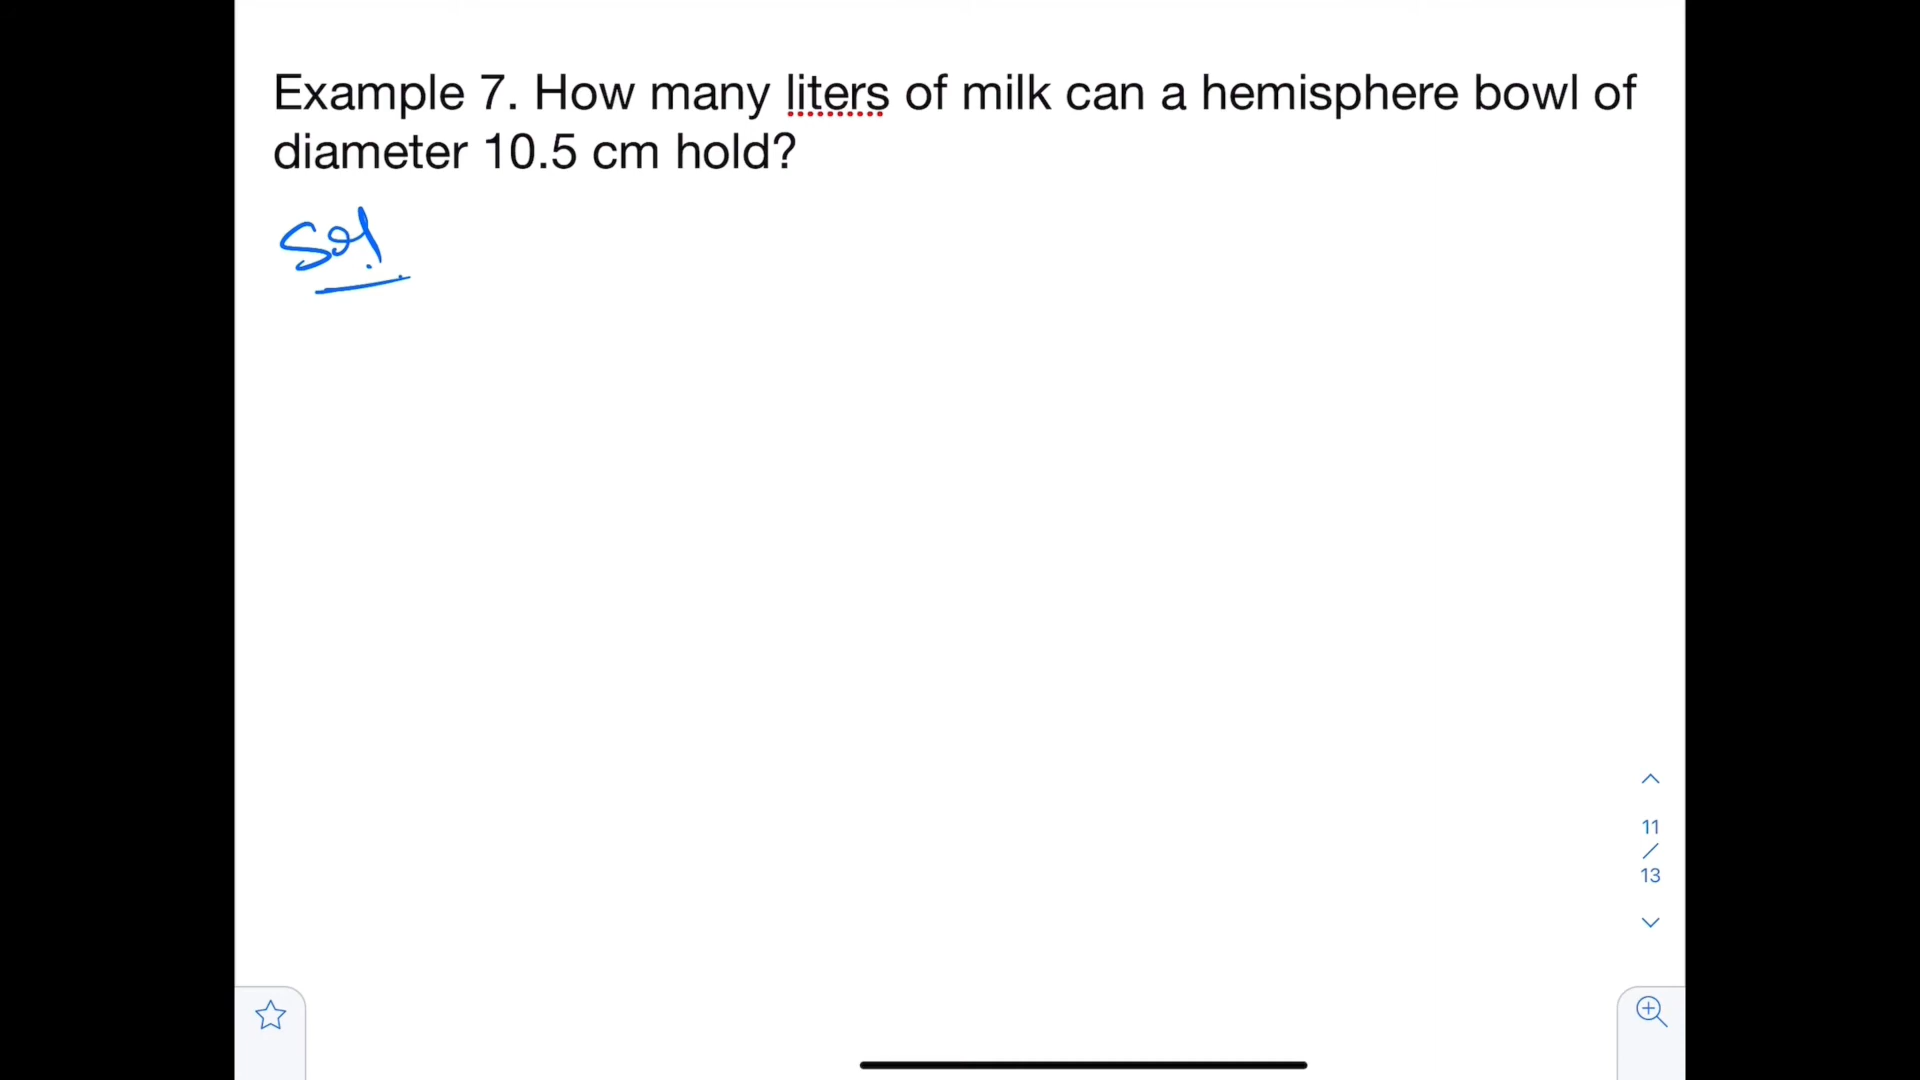 Example 7. How many liters of milk can a hemisphere bowl of
diameter 10.5 cm hold?
Sol.
11
/
13